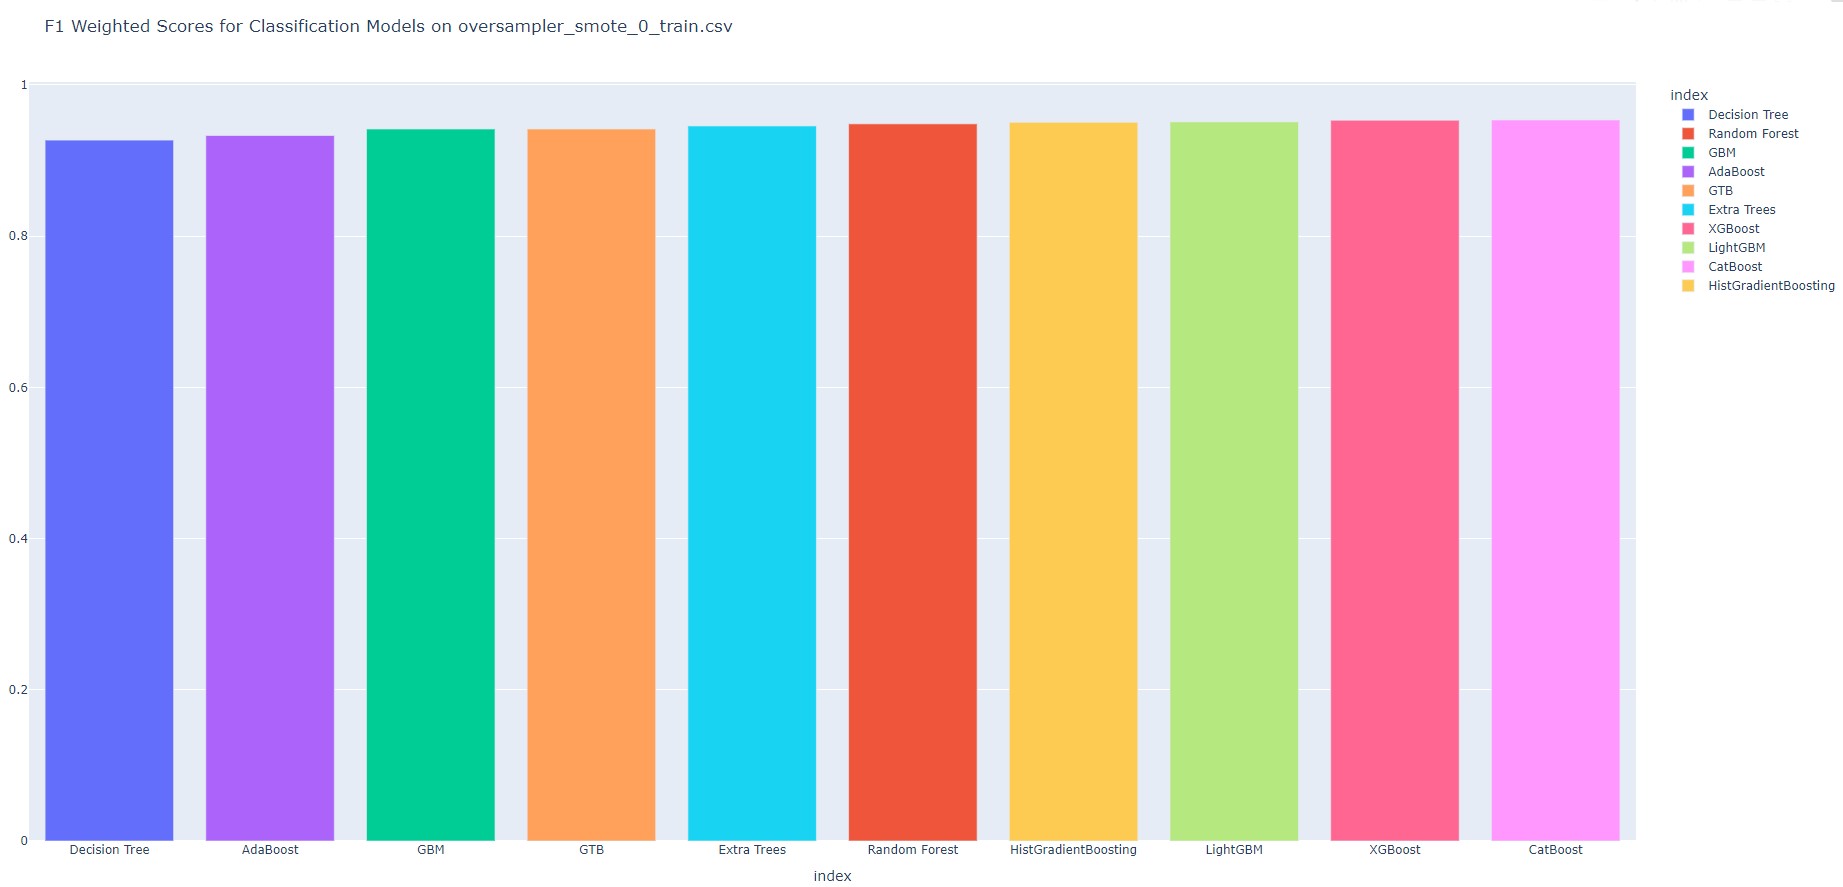 F1 Weighted Scores for Classification Models on oversampler_smote_0_train.csv
1
0.8
0.6
0.4
0.2
0
Decision Tree
AdaBoost
GBM
GTB
Extra Trees
Random Forest
HistGradientBoosting
LightGBM
XGBoost
CatBoost
index
index
Decision Tree
Random Forest
GBM
AdaBoost
GTB
Extra Trees
XGBoost
LightGBM
CatBoost
HistGradientBoosting